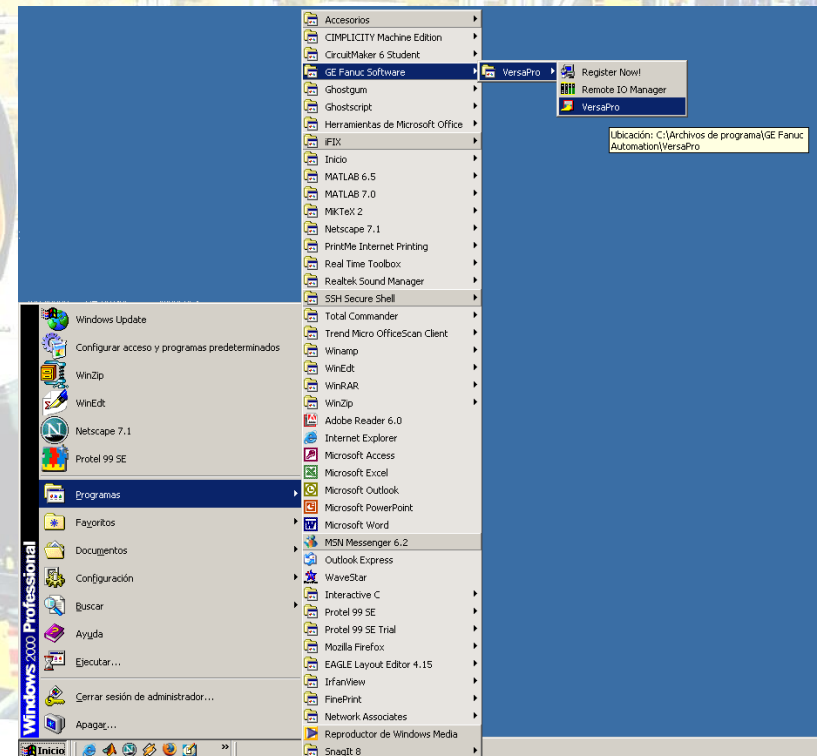 Accesorios
CIMPLICITY Machine Edition
CircuitMaker 6 Student
GE Fanuc Software
Ghostgum
Ghostscript
Herramientas de Microsoft Office
iFIX
Inicio
MATLAB 6.5
MATLAB 7.0
MiKTeX 2
Netscape 7.1
PrintMe Internet Printing
Real Time Toolbox
Realtek Sound Manager
SSH Secure Shell
Total Commander
Trend Micro OfficeScan Client
Winamp
WinEdt
WinRAR
WinZip
Adobe Reader 6.0
Internet Explorer
Microsoft Access
Microsoft Excel
Microsoft Outlook
Microsoft PowerPoint
Microsoft Word
MSN Messenger 6.2
Outlook Express
WaveStar
Interactive C
Protel 99 SE
Protel 99 SE Trial
Mozilla Firefox
EAGLE Layout Editor 4.15
IrfanView
FinePrint
Network Associates
Reproductor de Windows Media
SnagIt 8
VersaPro
Register Now!
Remote IO Manager
VersaPro
Ubicación: C:\Archivos de programa\GE Fanuc
Automation\VersaPro
Windows Update
Configurar acceso y programas predeterminados
WinZip
WinEdt
Netscape 7.1
Protel 99 SE
Programas
Favoritos
Documentos
Configuración
Buscar
Ayuda
Ejecutar...
Cerrar sesión de administrador...
Apagar...
Windows 2000 Professional
Inicio
»